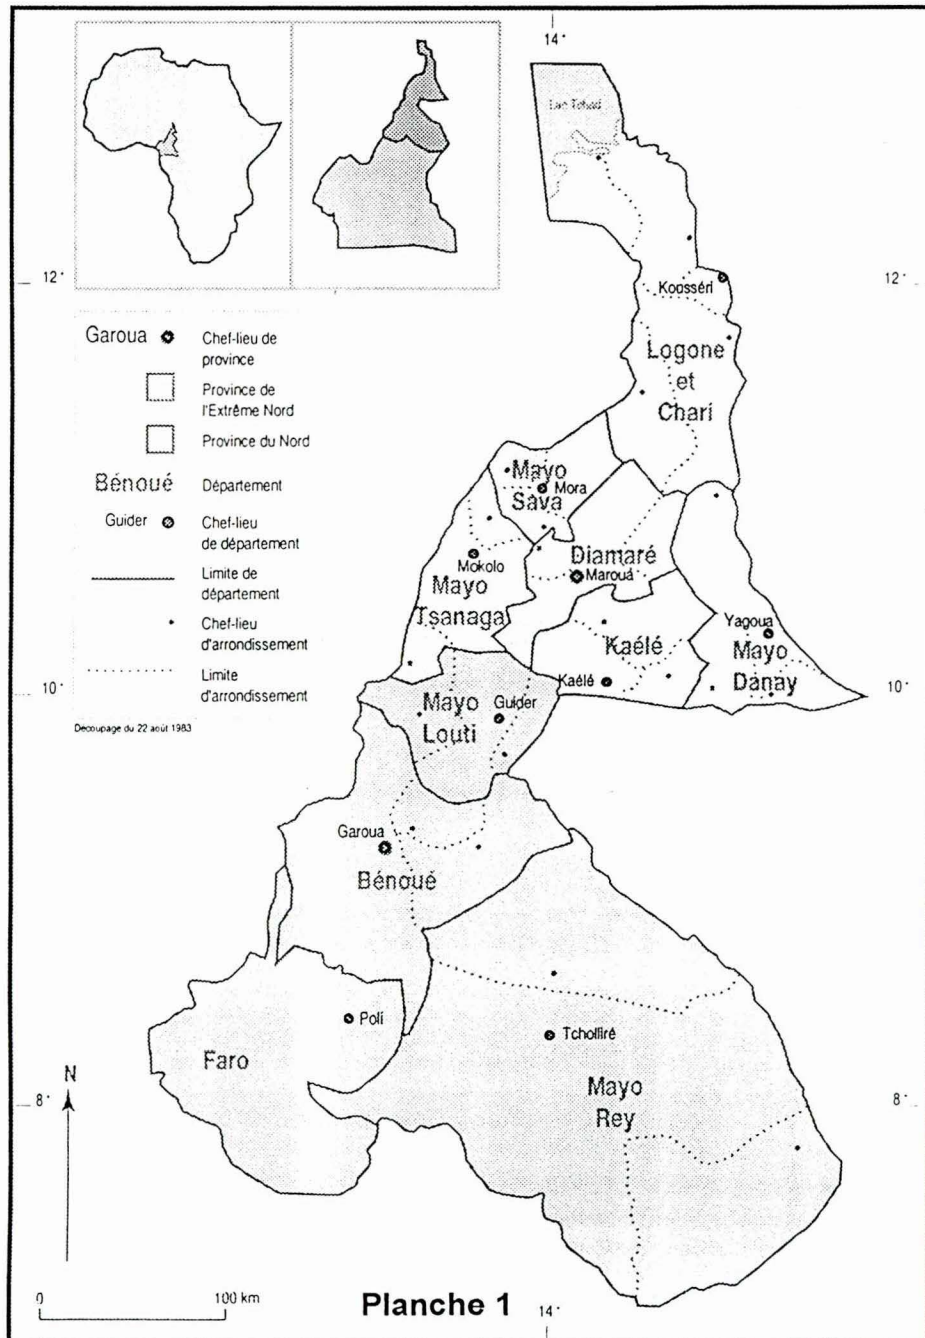 14°
Lac Tchad
12°
12°
Koosséri
Garoua
Chef-lieu de
province
Logone
et
Chari
Province de
l'Extrême Nord
Province du Nord
Bénoué
Département
Mayo
Sava
Mora
Guider
Chef-lieu
de département
Diamaré
Maroua
Mokolo
Mayo
Tsanaga
Limite de
département
Chef-lieu
d'arrondissement
Yagoua
Mayo
Danay
Kaélé
Kaélé
Limite
d'arrondissement
10°
10°
Mayo
Louti
Guider
Decoupage du 22 août 1983
Garoua
Bénoué
Poli
Tcholliré
Faro
Mayo
Rey
N
8°
8°
0
100 km
Planche 1
14°